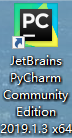 PC
JetBrains
PyCharm
Community
Edition
2019.1.3 x64